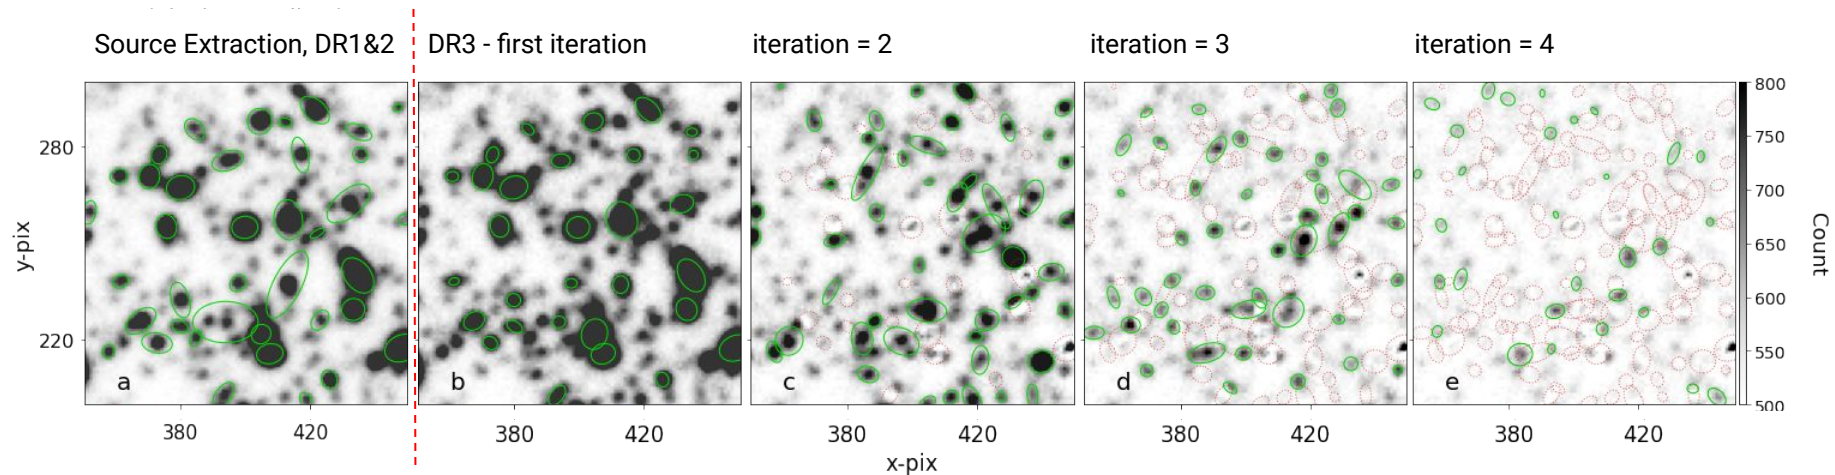 Source Extraction, DR1&2
DR3 - first iteration
iteration = 2
iteration = 3
iteration = 4
280
220
y-pix
a
b
c
d
e
380
420
380
420
380
420
380
420
380
420
x-pix
800
750
700
650
600
550
500
Count